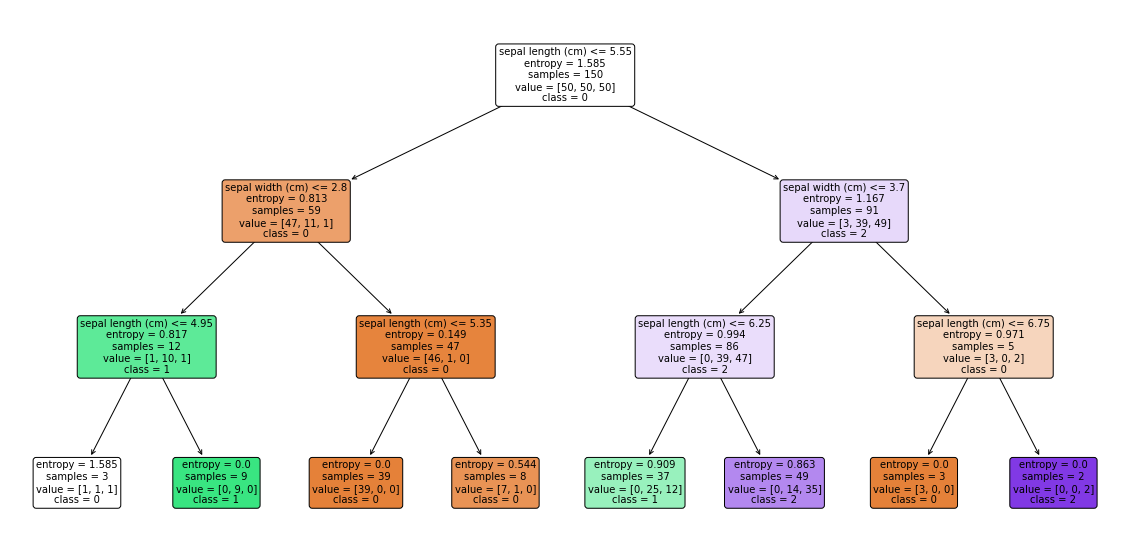 sepal length (cm) <= 5.55
entropy = 1.585
samples = 150
value = [50, 50, 50]
class = 0
sepal width (cm) <= 2.8
entropy = 0.813
samples = 59
value = [47, 11, 1]
class = 0
sepal width (cm) <= 3.7
entropy = 1.167
samples = 91
value = [3, 39, 49]
class = 2
sepal length (cm) <= 4.95
entropy = 0.817
samples = 12
value = [1, 10, 1]
class = 1
sepal length (cm) <= 5.35
entropy = 0.149
samples = 47
value = [46, 1, 0]
class = 0
sepal length (cm) <= 6.25
entropy = 0.994
samples = 86
value = [0, 39, 47]
class = 2
sepal length (cm) <= 6.75
entropy = 0.971
samples = 5
value = [3, 0, 2]
class = 0
entropy = 1.585
samples = 3
value = [1, 1, 1]
class = 0
entropy = 0.0
samples = 9
value = [0, 9, 0]
class = 1
entropy = 0.0
samples = 39
value = [39, 0, 0]
class = 0
entropy = 0.544
samples = 8
value = [7, 1, 0]
class = 0
entropy = 0.909
samples = 37
value = [0, 25, 12]
class = 1
entropy = 0.863
samples = 49
value = [0, 14, 35]
class = 2
entropy = 0.0
samples = 3
value = [3, 0, 0]
class = 0
entropy = 0.0
samples = 2
value = [0, 0, 2]
class = 2